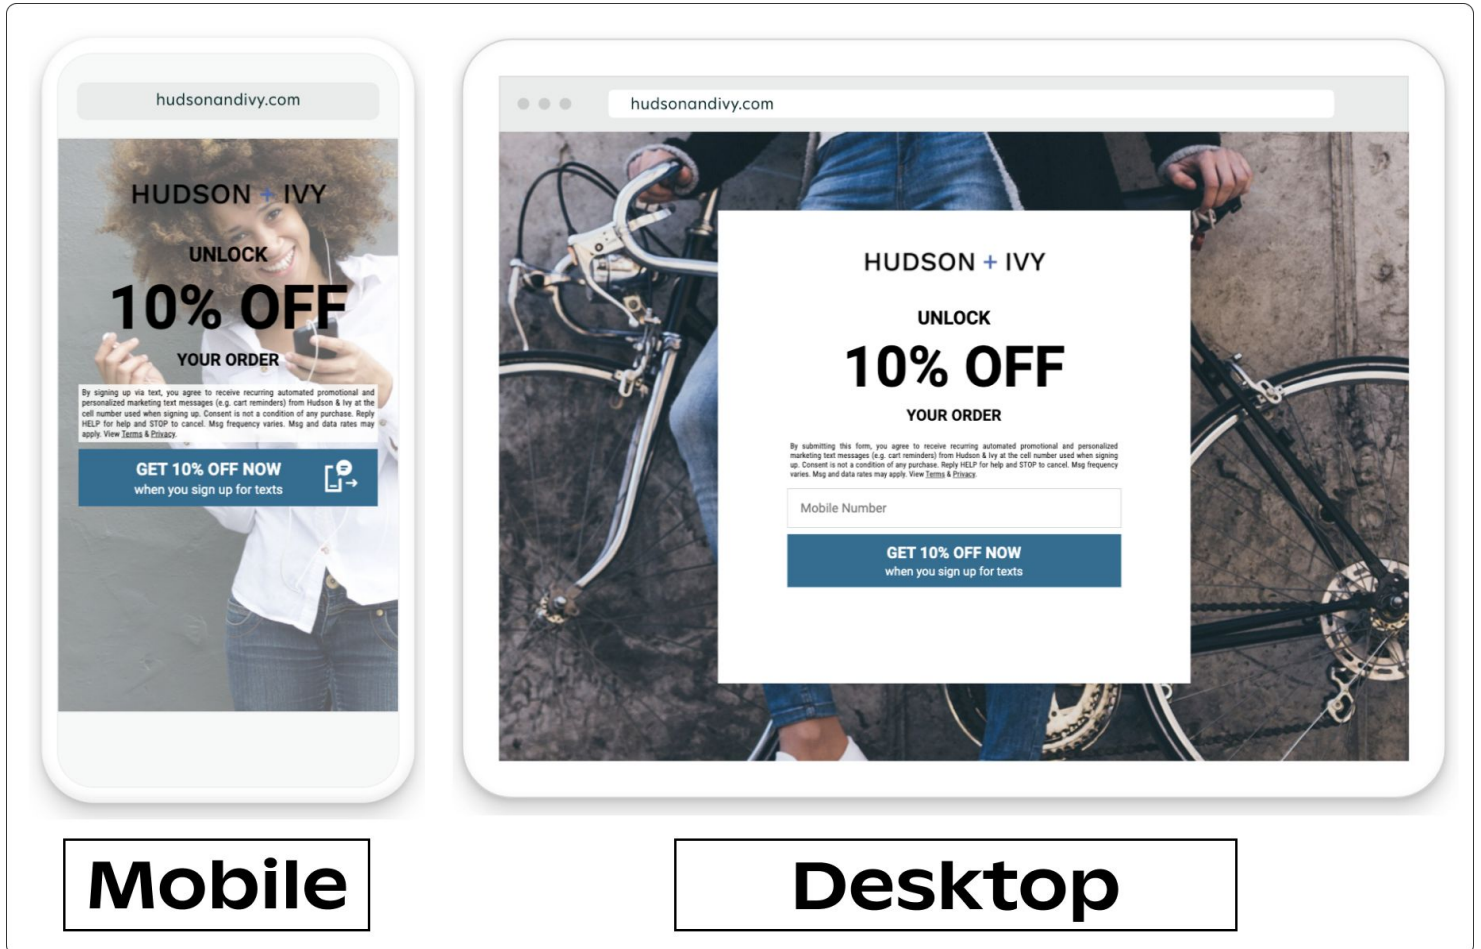 hudsonandivy.com
HUDSON + IVY
UNLOCK
10% OFF
YOUR ORDER
By signing up via text, you agree to receive recurring automated promotional and
personalized marketing text messages (e.g. cart reminders) from Hudson & Ivy at the
cell number used when signing up. Consent is not a condition of any purchase. Reply
HELP for help and STOP to cancel. Msg frequency varies. Msg and data rates may
apply. View Terms & Privacy.
GET 10% OFF NOW
when you sign up for texts
Mobile
hudsonandivy.com
HUDSON + IVY
UNLOCK
10% OFF
YOUR ORDER
By submitting this form, you agree to receive recurring automated promotional and personalized
marketing text messages (e.g. cart reminders) from Hudson & Ivy at the cell number used when signing
up. Consent is not a condition of any purchase. Reply HELP for help and STOP to cancel. Msg frequency
varies. Msg and data rates may apply. View Terms & Privacy.
Mobile Number
GET 10% OFF NOW
when you sign up for texts
Desktop